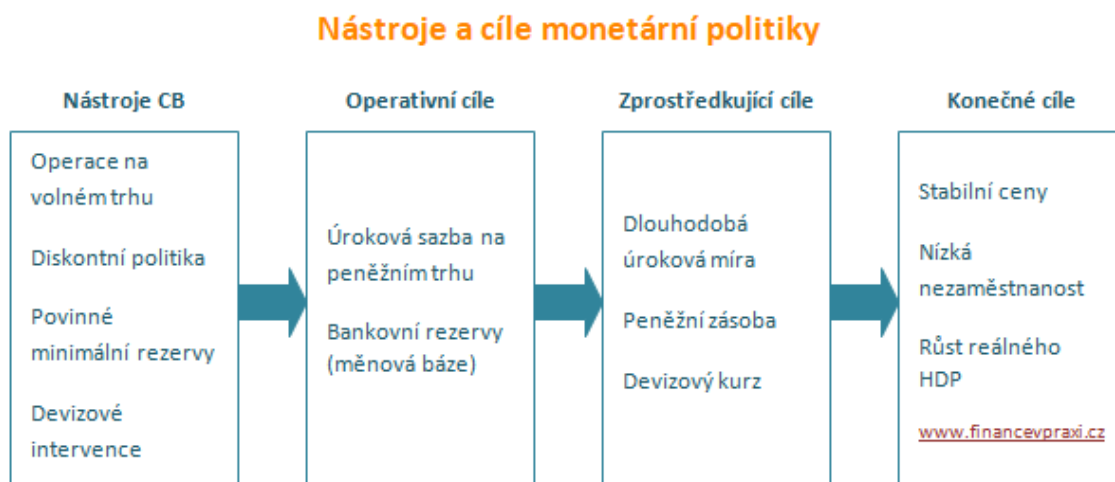 Nástroje a cíle monetární politiky
Nástroje CB
Operace na
volném trhu
Diskontní politika
Povinné
minimální rezervy
Devizové
intervence
Operativní cíle
Úroková sazba na
peněžním trhu
Bankovní rezervy
(měnová báze)
Zprostředkující cíle
Dlouhodobá
úroková míra
Peněžní zásoba
Devizový kurz
Konečné cíle
Stabilní ceny
Nízká
nezaměstnanost
Růst reálného
HDP
www.financevpraxi.cz